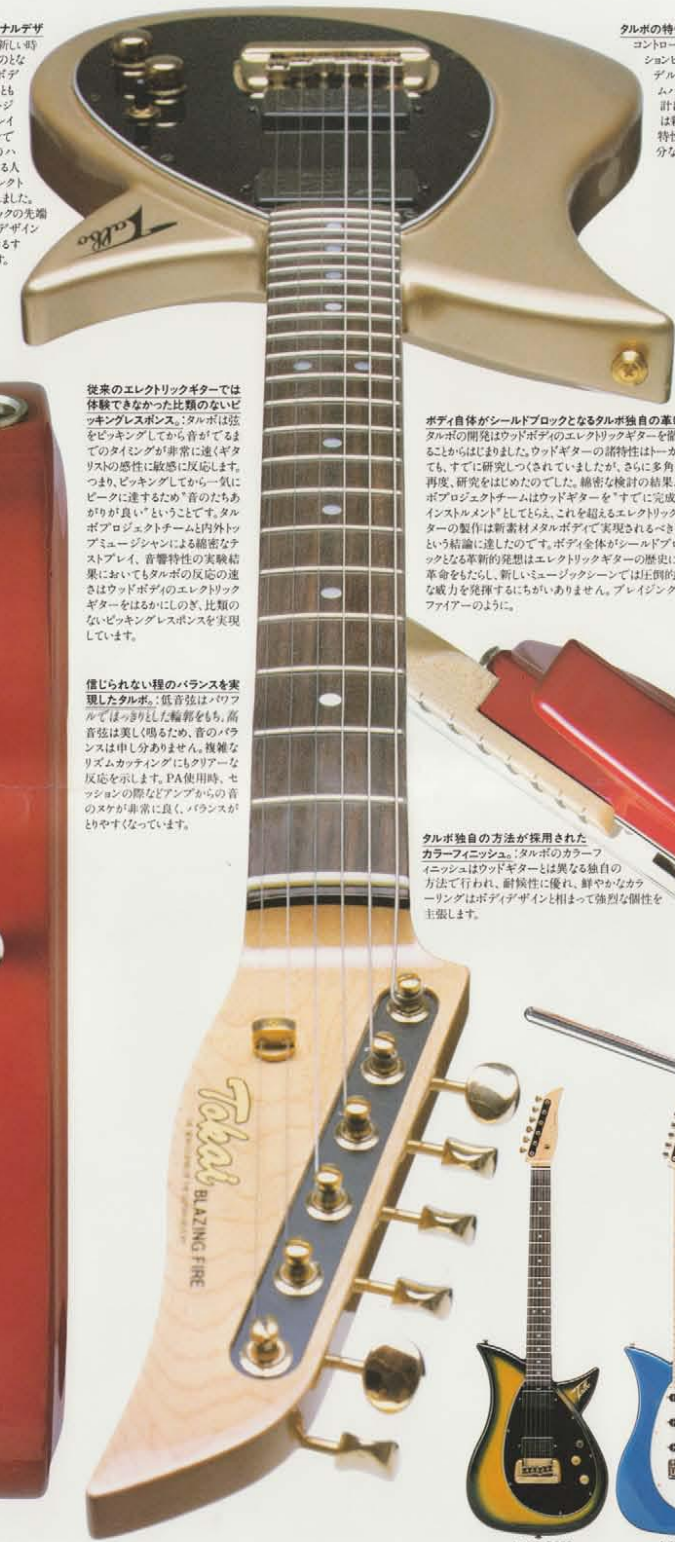 ナルデザ
新しい時
のとな
ボデ
とも
ージ
レイ
で
のハ
る人
レクト
ました。
ックの先端
デザイン
るす
す。
タルボの特
コントロー
ションピ
デル
ムバ
計
は
特性
分な
Talbo
従来のエレクトリックギターでは
体験できなかった比類のないピ
ッキングレスポンス。:タルボは弦
をピッキングしてから音がでるま
でのタイミングが非常に速くギタ
リストの感性に敏感に反応します。
つまり、ピッキングしてから一気に
ピークに達するため"音のたちあ
がりが良い"ということです。タル
ボプロジェクトチームと内外トッ
プミュージシャンによる綿密なテ
ストプレイ、音響特性の実験結
果においてもタルボの反応の速
さはウッドボディのエレクトリック
ギターをはるかにしのぎ、比類の
ないピッキングレスポンスを実現
しています。
信じられない程のバランスを実
現したタルボ。:低音弦はパワフ
ルではっきりとした輪郭をもち、高
音弦は美しく鳴るため、音のバラ
ンスは申し分ありません。複雑な
リズムカッティングにもクリアーな
反応を示します。PA使用時、セ
ッションの際などアンプからの音
のヌケが非常に良く、バランスが
とりやすくなっています。
ボディ自体がシールドブロックとなるタルボ独自の革
タルボの開発はウッドボディのエレクトリックギターを
ることからはじまりました。ウッドギターの諸特性はトーカ
ても、すでに研究しつくされていましたが、さらに多角
再度、研究をはじめたのでした。綿密な検討の結果、
ボプロジェクトチームはウッドギターを"すでに完成
インストルメント"としてとらえ、これを超えるエレクトリック
ターの製作は新素材メタルボディで実現されるべき
という結論に達したのです。ボディ全体がシールドブロ
ックとなる革新的発想はエレクトリックギターの歴史に
革命をもたらし、新しいミュージックシーンでは圧倒的
な威力を発揮するにちがいありません。ブレイジング
ファイアーのように。
タルボ独自の方法が採用された
カラーフィニッシュ。:タルボのカラーフ
ィニッシュはウッドギターとは異なる独自の
方法で行われ、耐候性に優れ、鮮やかなカラ
ーリングはボディデザインと相まって強烈な個性を
主張します。
Tokai
BLAZING FIRE
Talbo